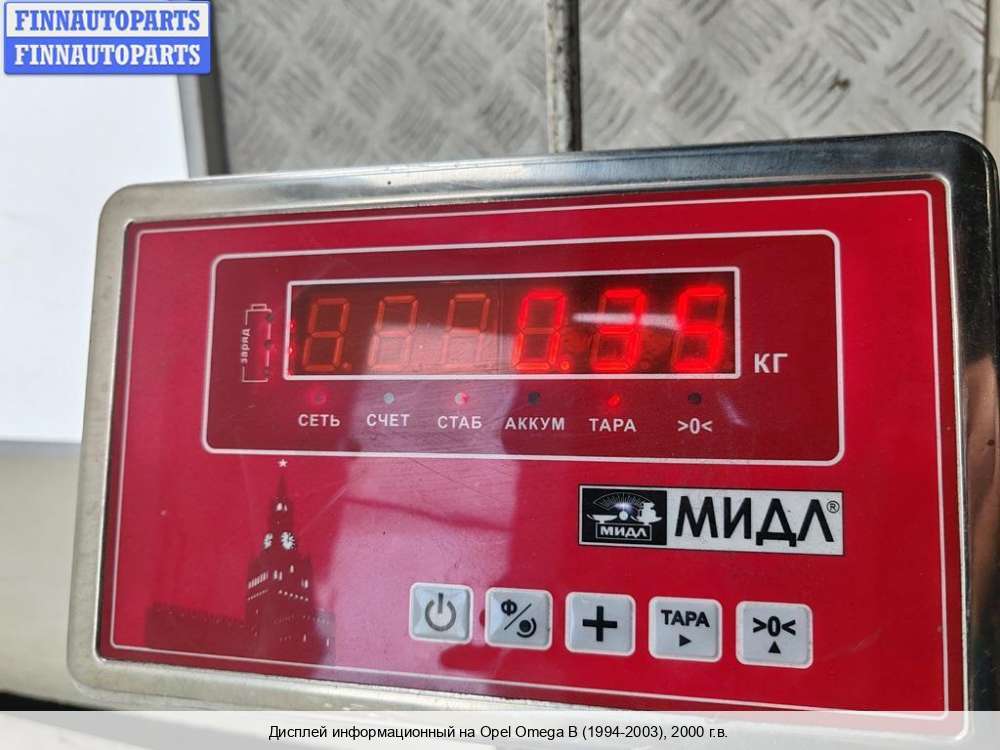 FINNAUTOPARTS
FINNAUTOPARTS
заряд
0.35
КГ
СЕТЬ СЧЕТ СТАБ АККУМ ТАРА >0<
МИДЛ МИДЛ®
Ф/ + ТАРА >0<
Дисплей информационный на Opel Omega B (1994-2003), 2000 г.в.